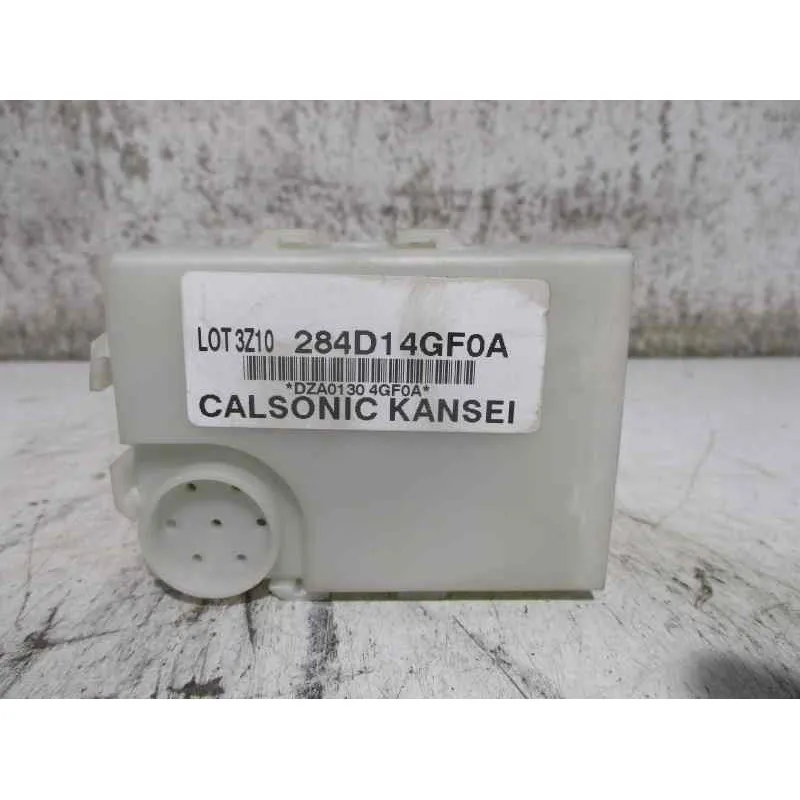 LOT 3Z10 284D14GF0A
*DZA0130 4GF0A*
CALSONIC KANSEI